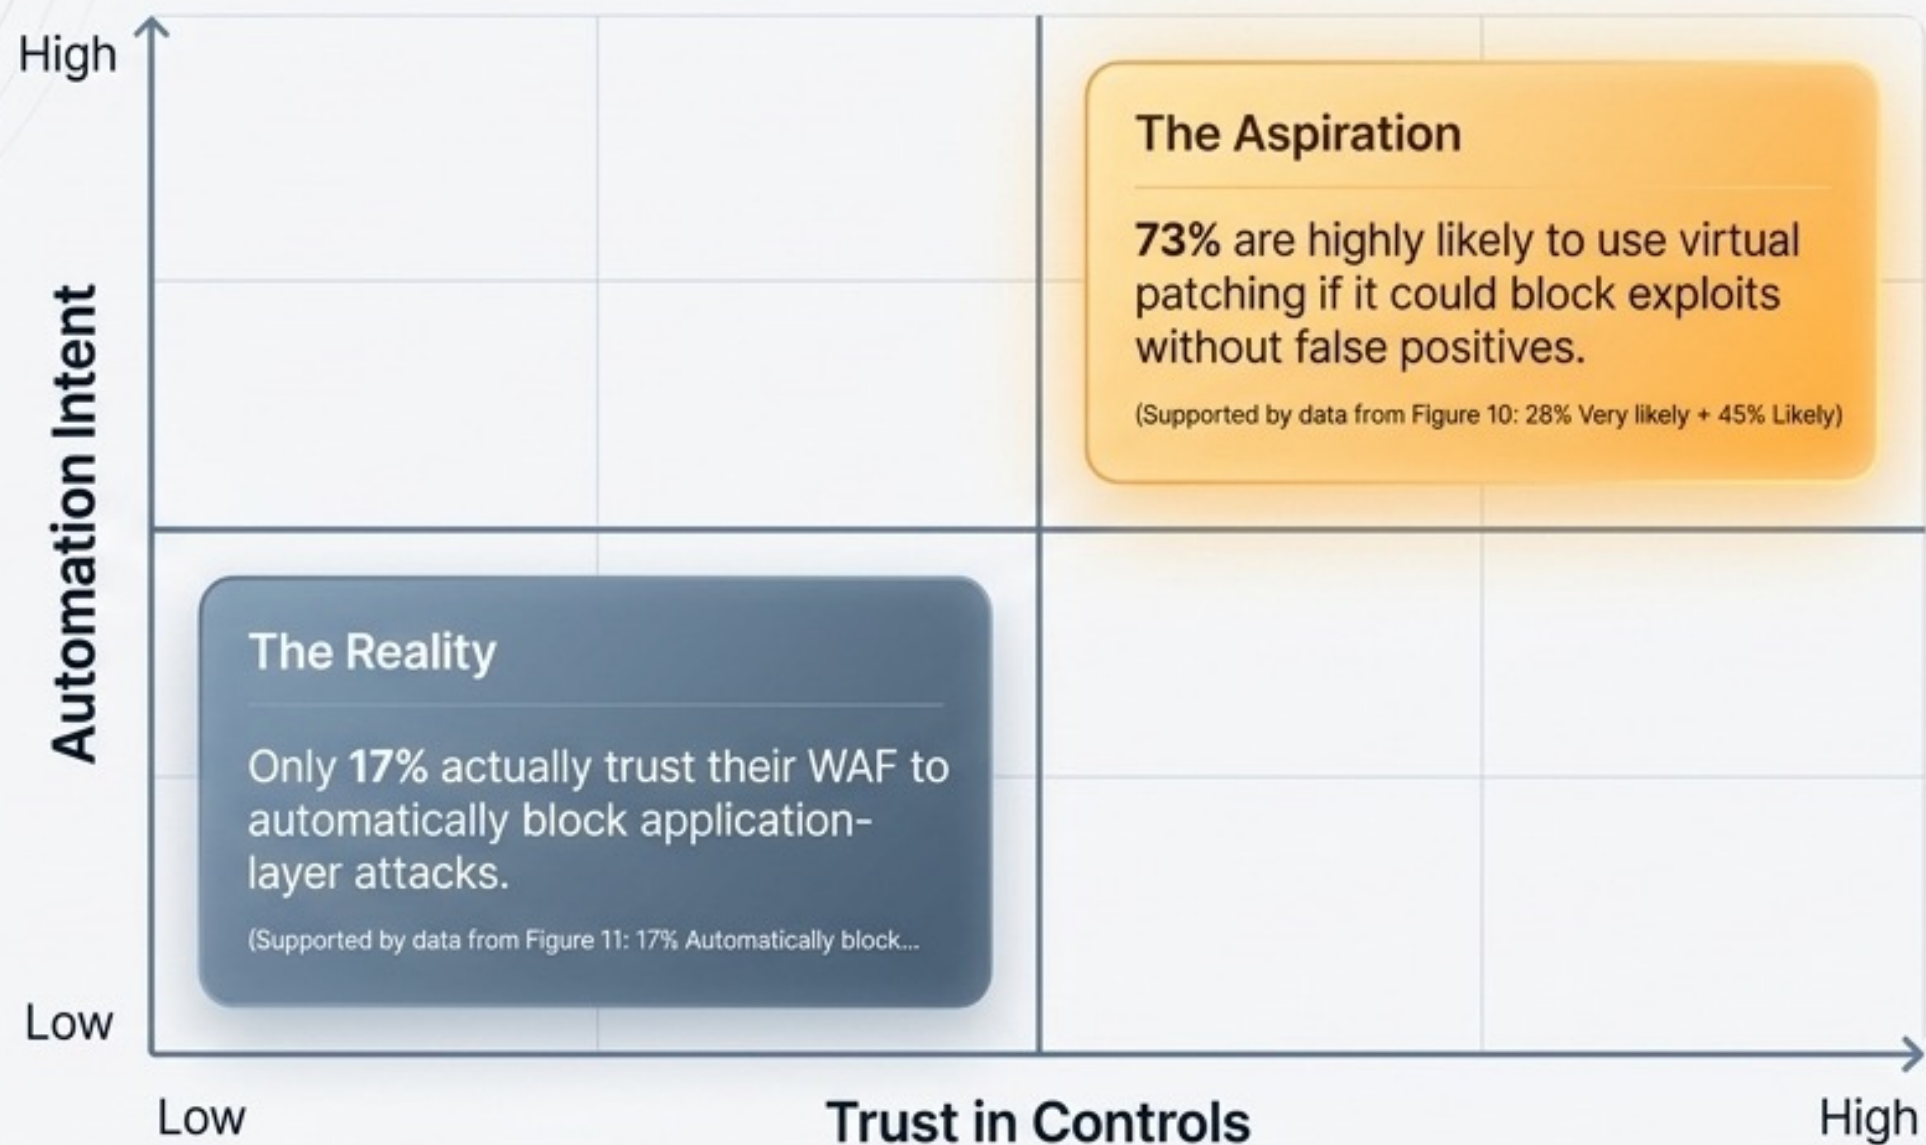 High
The Aspiration
73% are highly likely to use virtual
patching if it could block exploits
without false positives.
(Supported by data from Figure 10: 28% Very likely + 45% Likely)
Automation Intent
The Reality
Only 17% actually trust their WAF to
automatically block application-
layer attacks.
(Supported by data from Figure 11: 17% Automatically block...
Low
Low
Trust in Controls
High